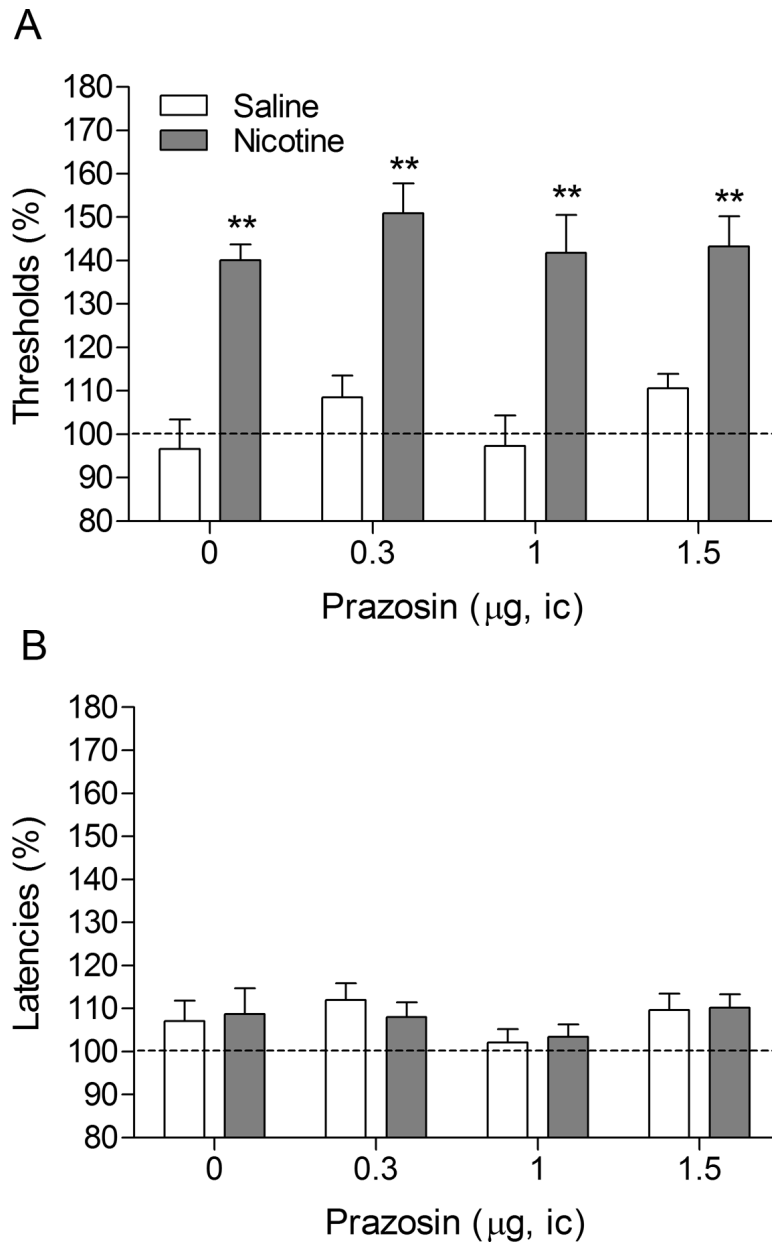 A
180
170
160
150
140
130
120
110
100
90
80
Thresholds (%)
Saline
Nicotine
** ** ** **
0 0.3 1 1.5
Prazosin (μg, ic)
B
180
170
160
150
140
130
120
110
100
90
80
Latencies (%)
0 0.3 1 1.5
Prazosin (μg, ic)